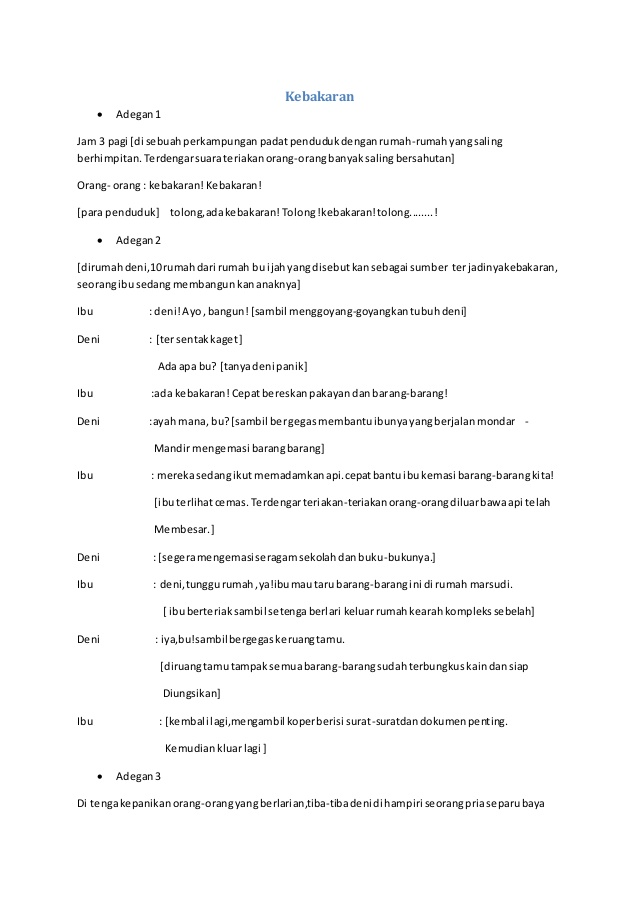 Kebakaran
• Adegan 1
Jam 3 pagi [di sebuah perkampungan padat penduduk dengan rumah-rumah yang saling
berhimpitan. Terdengar suara teriakan orang-orang banyak saling bersahutan]
Orang- orang : kebakaran! Kebakaran!
[para penduduk] tolong,ada kebakaran! Tolong !kebakaran!tolong........!
• Adegan 2
[dirumah deni,10 rumah dari rumah bu ijah yang disebut kan sebagai sumber ter jadinya kebakaran,
seorang ibu sedang membangun kan anaknya]
Ibu : deni! Ayo, bangun! [sambil menggoyang-goyangkan tubuh deni]
Deni : [ter sentak kaget]
Ada apa bu? [tanya deni panik]
Ibu :ada kebakaran! Cepat bereskan pakayan dan barang-barang!
Deni :ayah mana, bu? [sambil bergegas membantu ibunya yang berjalan mondar -
Mandir mengemasi barang barang]
Ibu : mereka sedang ikut memadamkan api.cepat bantu ibu kemasi barang-barang kita!
[ibu terlihat cemas. Terdengar teriakan-teriakan orang-orang diluar bawa api telah
Membesar.]
Deni : [segera mengemasi seragam sekolah dan buku-bukunya.]
Ibu : deni,tunggu rumah,ya!ibu mau taru barang-barang ini di rumah marsudi.
[ ibu berteriak sambil setenga berlari keluar rumah kearah kompleks sebelah]
Deni : iya,bu!sambil bergegas keruang tamu.
[diruang tamu tampak semua barang-barang sudah terbungkus kain dan siap
Diungsikan]
Ibu : [kembali lagi,mengambil koper berisi surat-suratdan dokumen penting.
Kemudian kluar lagi ]
• Adegan 3
Di tenga kepanikan orang-orang yang berlarian,tiba-tiba deni di hampiri seorang pria separu baya